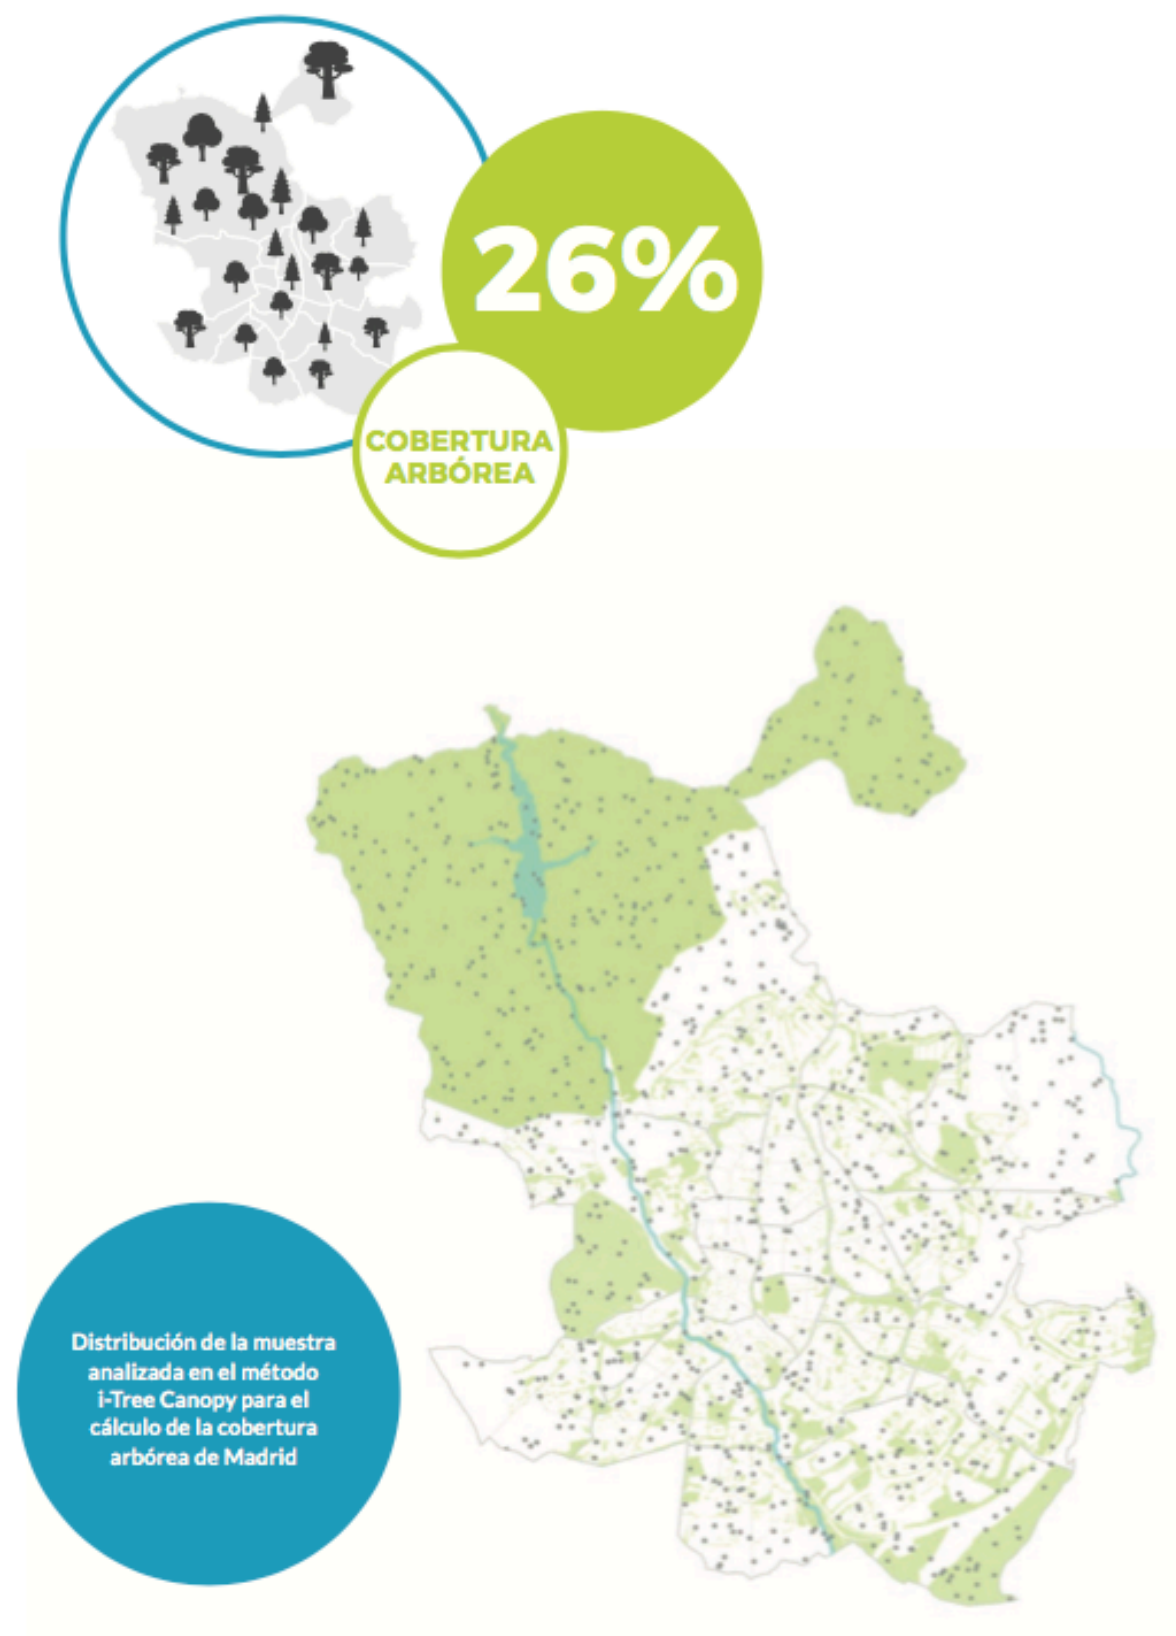 26%
COBERTURA
ARBÓREA
Distribución de la muestra
analizada en el método
i-Tree Canopy para el
cálculo de la cobertura
arbórea de Madrid